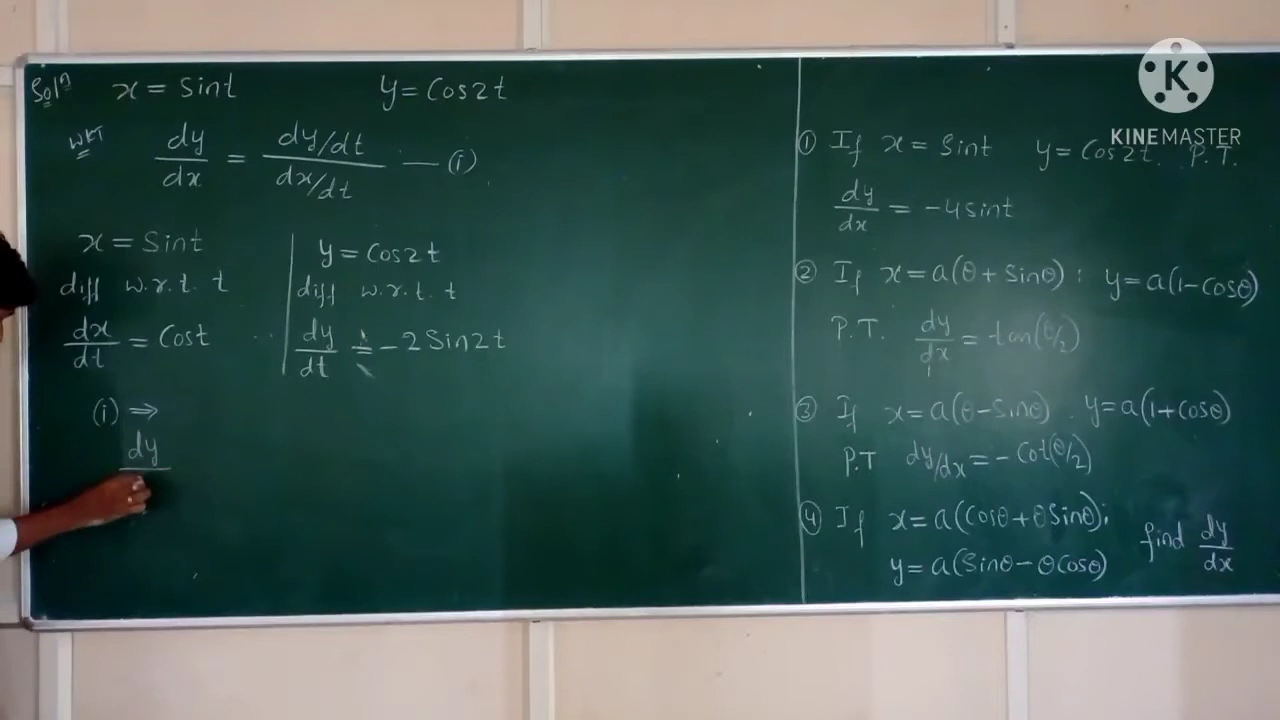 Solⁿ x = Sint y = Cos2t
WKT dy/dx = (dy/dt)/(dx/dt) — (i)
x = Sint
diff w.r.t. t
dx/dt = Cost
y = Cos2t
diff w.r.t. t
dy/dt = -2 Sin2t
(i) ⇒
dy
KINEMASTER
① If x = Sint y = Cos2t. P.T.
dy/dx = -4sint
② If x = a(θ + Sinθ) ; y = a(1-Cosθ)
P.T. dy/dx = tan(θ/2)
③ If x = a(θ-Sinθ) . y = a(1+Cosθ)
P.T dy/dx = - Cot(θ/2)
④ If x = a(Cosθ + θSinθ);
y = a(Sinθ - θCosθ) find dy/dx